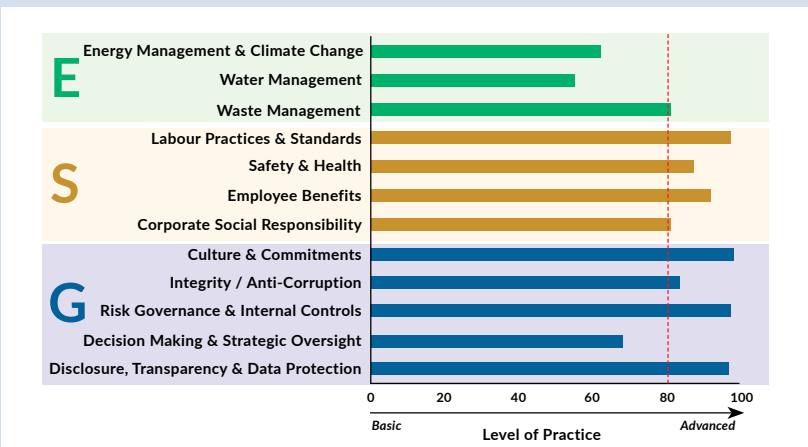 E
Energy Management & Climate Change
Water Management
Waste Management
S
Labour Practices & Standards
Safety & Health
Employee Benefits
Corporate Social Responsibility
G
Culture & Commitments
Integrity / Anti-Corruption
Risk Governance & Internal Controls
Decision Making & Strategic Oversight
Disclosure, Transparency & Data Protection
0 20 40 60 80 100
Basic Advanced
Level of Practice